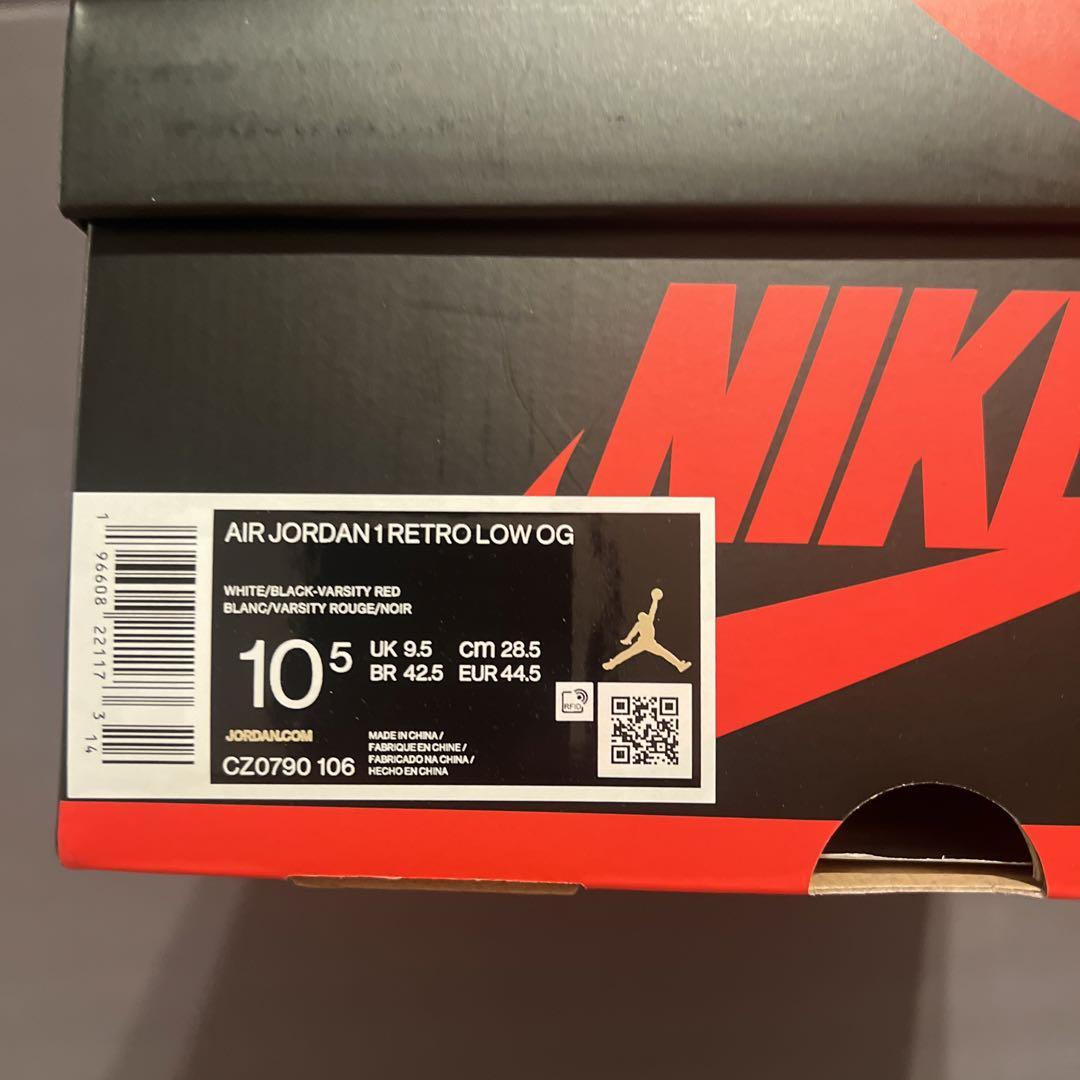 NIKE
1 96608 22117 3 14
AIR JORDAN 1 RETRO LOW OG
WHITE/BLACK-VARSITY RED
BLANC/VARSITY ROUGE/NOIR
10 5
UK 9.5 cm 28.5
BR 42.5 EUR 44.5
RFID
JORDAN.COM
CZ0790 106
MADE IN CHINA /
FABRIQUE EN CHINE /
FABRICADO NA CHINA /
HECHO EN CHINA